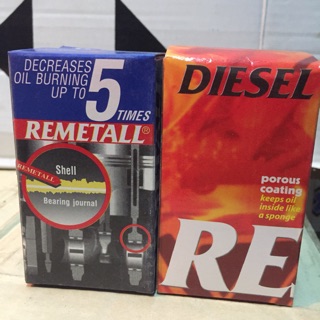 DECREASES
OIL BURNING
UP TO 5 TIMES
REMETALL®
REMETALL
Shell
Bearing journal
DIESEL
porous
coating
keeps oil
inside like
a sponge
RE